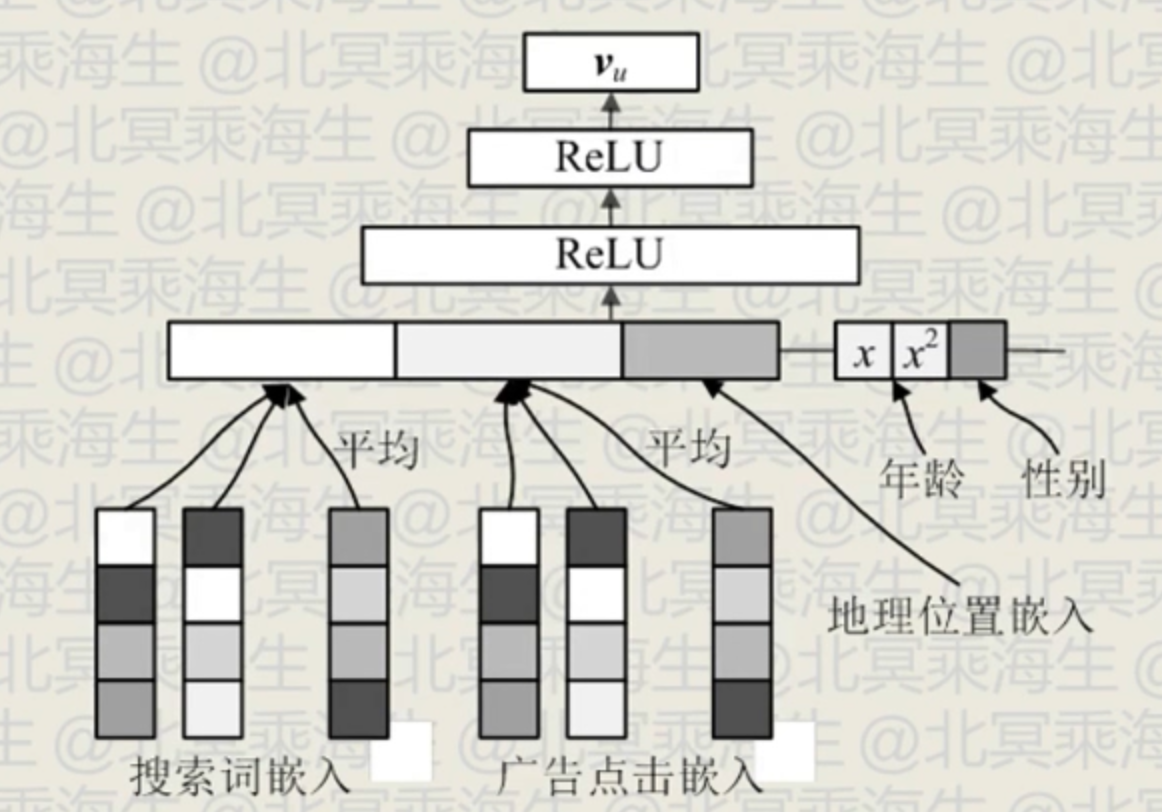 v_u
ReLU
ReLU
x x²
平均 平均
年龄 性别
地理位置嵌入
搜索词嵌入 广告点击嵌入
@北冥乘海生